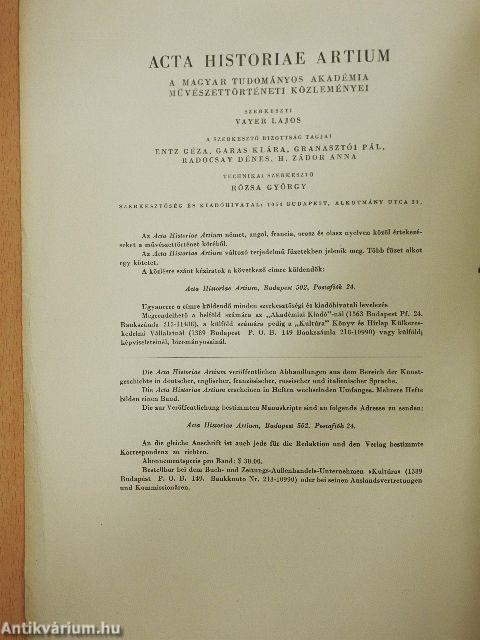 ACTA HISTORIAE ARTIUM
A MAGYAR TUDOMÁNYOS AKADÉMIA
MŰVÉSZETTÖRTÉNETI KÖZLEMÉNYEI
SZERKESZTI
VAYER LAJOS
A SZERKESZTŐ BIZOTTSÁG TAGJAI
ENTZ GÉZA, GARAS KLÁRA, GRANASZTÓI PÁL,
RADOCSAY DÉNES, H. ZÁDOR ANNA
TECHNIKAI SZERKESZTŐ
RÓZSA GYÖRGY
SZERKESZTŐSÉG ÉS KIADÓHIVATAL: 1054 BUDAPEST, ALKOTMÁNY UTCA 21.
Az Acta Historiae Artium német, angol, francia, orosz és olasz nyelven közöl értekezé-
seket a művészettörténet köréből.
Az Acta Historiae Artium változó terjedelmű füzetekben jelenik meg. Több füzet alkot
egy kötetet.
A közlésre szánt kéziratok a következő címre küldendők:
Acta Historiae Artium, Budapest 502, Postafiók 24.
Ugyanerre a címre küldendő minden szerkesztőségi és kiadóhivatali levelezés
Megrendelhető a belföld számára az „Akadémiai Kiadó"-nál (1363 Budapest Pf. 24.
Bankszámla 215-11488), a külföld számára pedig a „Kultúra" Könyv és Hírlap Külkeres-
kedelmi Vállalatnál (1389 Budapest P. O. B. 149 Bankszámla 218-10990) vagy külföldi
képviseleteinél, bizományosainál.
Die Acta Historiae Artium veröffentlichen Abhandlungen aus dem Bereich der Kunst-
geschichte in deutscher, englischer, französischer, russischer und italienischer Sprache.
Die Acta Historiae Artium erscheinen in Heften wechselnden Umfanges. Mehrere Hefte
bilden einen Band.
Die zur Veröffentlichung bestimmten Manuskripte sind an folgende Adresse zu senden:
Acta Historiae Artium, Budapest 502. Postafiók 24.
An die gleiche Anschrift ist auch jede für die Redaktion und den Verlag bestimmte
Korrespondenz zu richten.
Abonnementspreis pro Band: $ 30.00.
Bestellbar bei dem Buch- und Zeitungs-Außenhandels-Unternehmen »Kultúra« (1389
Budapest P. O. B. 149. Bankkonto Nr. 218-10990) oder bei seinen Auslandsvertretungen
und Kommissionären.
Antikvárium.hu